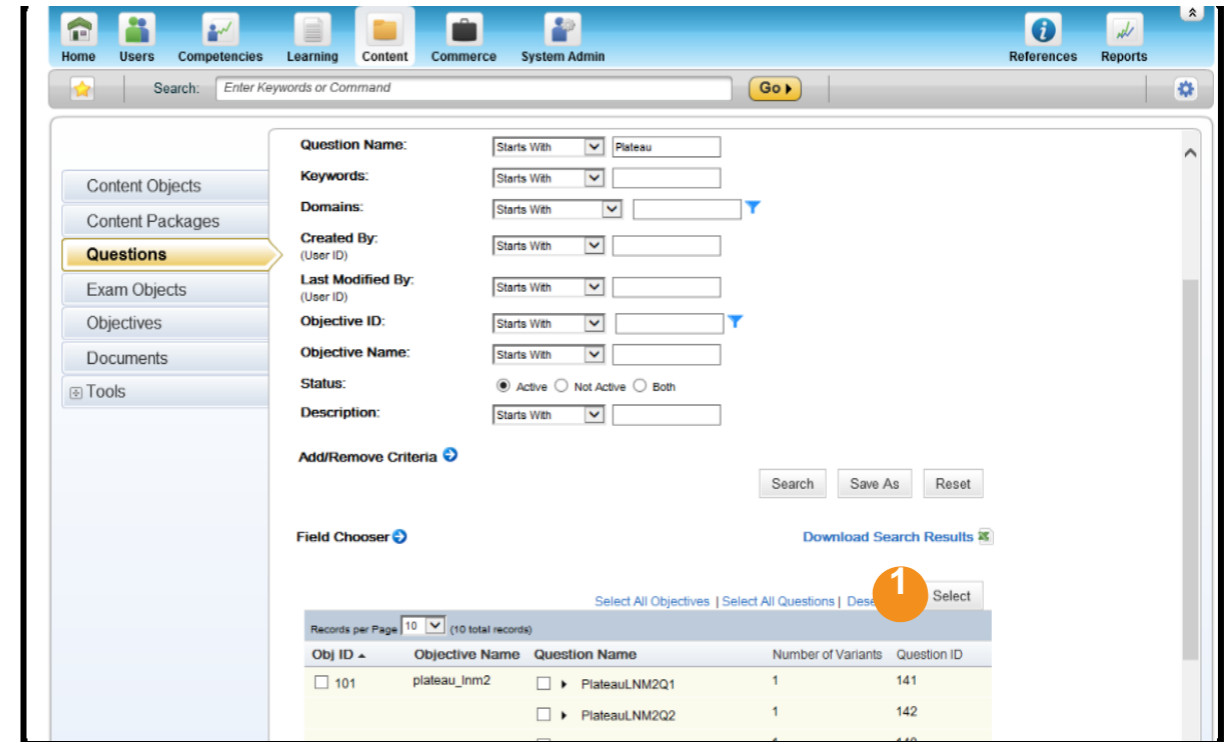 Home Users Competencies Learning Content Commerce System Admin References Reports
Search: Enter Keywords or Command Go
Question Name: Starts With Plateau
Content Objects
Keywords: Starts With
Content Packages
Domains: Starts With
Questions
Created By: Starts With
(User ID)
Exam Objects
Last Modified By: Starts With
(User ID)
Objectives
Objective ID: Starts With
Documents
Objective Name: Starts With
Tools
Status: Active Not Active Both
Description: Starts With
Add/Remove Criteria
Search Save As Reset
Field Chooser Download Search Results
Select All Objectives | Select All Questions | 1 Select
Records per Page 10 (10 total records)
Obj ID Objective Name Question Name Number of Variants Question ID
101 plateau_lnm2 PlateauLNM2Q1 1 141
PlateauLNM2Q2 1 142